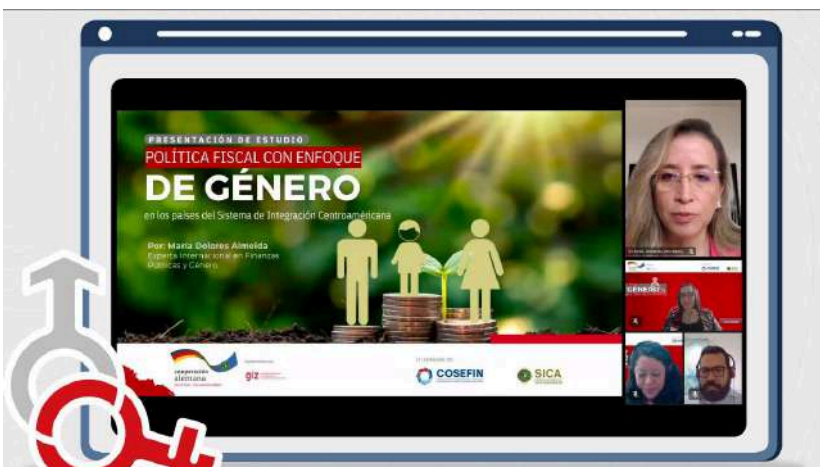 PRESENTACIÓN DE ESTUDIO
POLÍTICA FISCAL CON ENFOQUE
DE GÉNERO
en los países del Sistema de Integración Centroamericana
Por: María Dolores Almeida
Experta Internacional en Finanzas
Públicas y Género
cooperación
alemana
giz
COSEFIN
SICA
GÉNERO